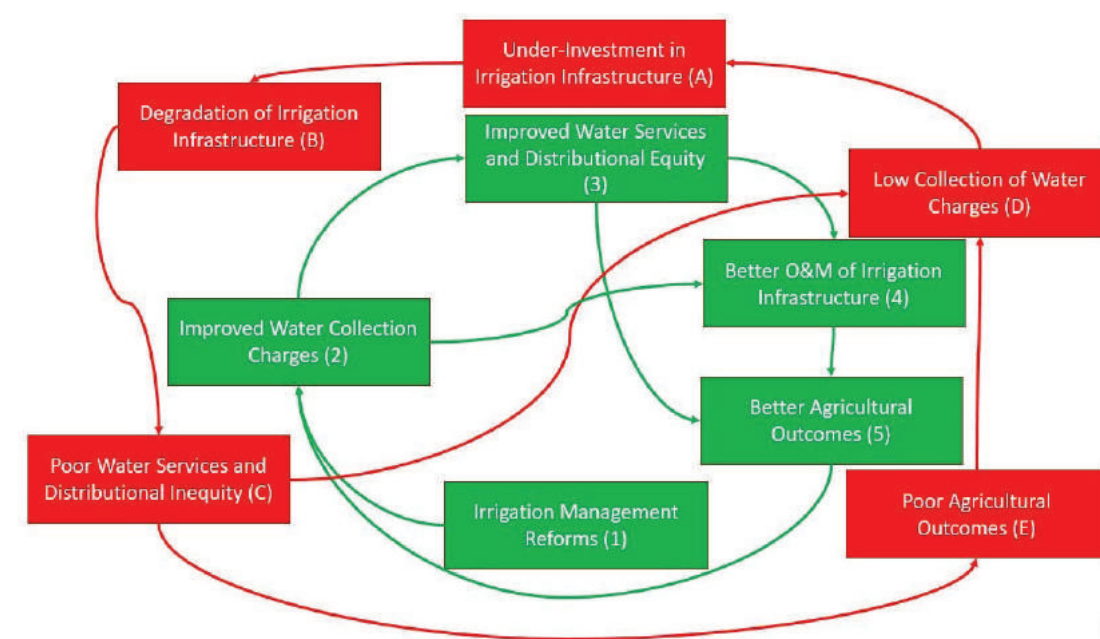 Under-Investment in
Irrigation Infrastructure (A)
Degradation of Irrigation
Infrastructure (B)
Improved Water Services
and Distributional Equity
(3)
Low Collection of Water
Charges (D)
Better O&M of Irrigation
Infrastructure (4)
Improved Water Collection
Charges (2)
Better Agricultural
Outcomes (5)
Poor Water Services and
Distributional Inequity (C)
Irrigation Management
Reforms (1)
Poor Agricultural
Outcomes (E)